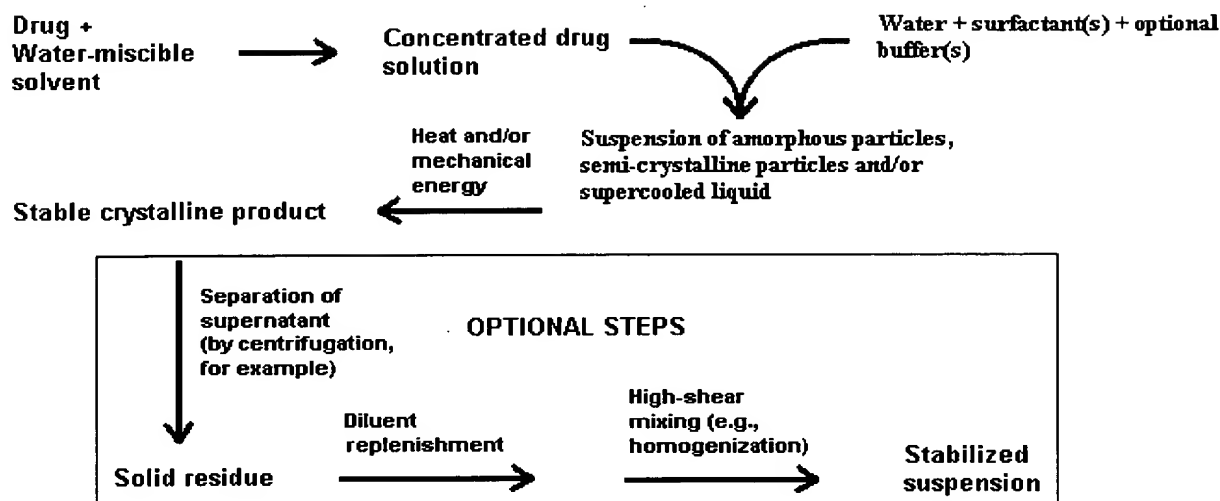 Drug +
Water-miscible
solvent
Concentrated drug
solution
Water + surfactant(s) + optional
buffer(s)
Heat and/or
mechanical
energy
Suspension of amorphous particles,
semi-crystalline particles and/or
supercooled liquid
Stable crystalline product
Separation of
supernatant
(by centrifugation,
for example)
OPTIONAL STEPS
Solid residue
Diluent
replenishment
High-shear
mixing (e.g.,
homogenization)
Stabilized
suspension